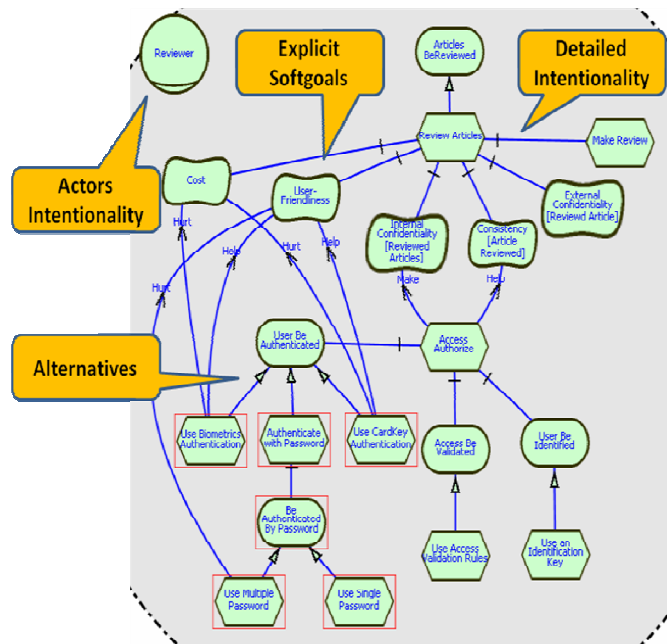 Reviewer
Explicit
Softgoals
Articles
BeReviewed
Detailed
Intentionality
Review Articles
Make Review
Actors
Intentionality
Cost
User-
Friendliness
External
Confidentiality
[Reviewd Article]
Internal
Confidentiality
[Reviewed
Articles]
Consistency
[Article
Reviewed]
Hurt
Help
Hurt
Help
Hurt
Make
Help
Alternatives
User Be
Authenticated
Access
Authorize
Use Biometrics
Authentication
Authenticate
with Password
Use CardKey
Authentication
Access Be
Validated
User Be
Identified
Be
Authenticated
By Password
Use Access
Validation Rules
Use an
Identification
Key
Use Multiple
Password
Use Single
Password